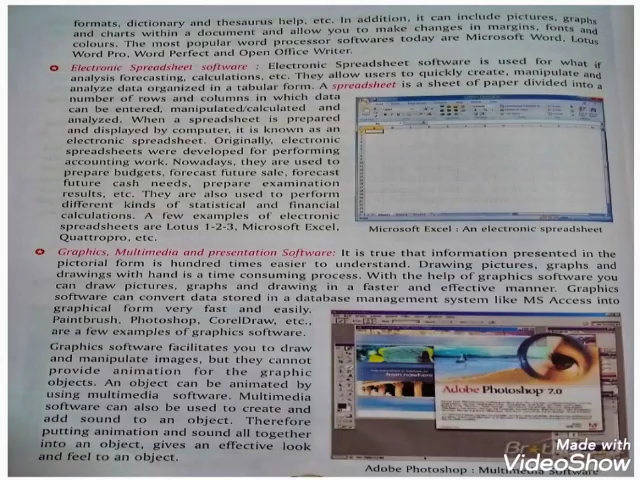 formats, dictionary and thesaurus help, etc. In addition, it can include pictures, graphs
and charts within a document and allow you to make changes in margins, fonts and
colours. The most popular word processor softwares today are Microsoft Word, Lotus
Word Pro, Word Perfect and Open Office Writer.
Electronic Spreadsheet software : Electronic Spreadsheet software is used for what if
analysis forecasting, calculations, etc. They allow users to quickly create, manipulate and
analyze data organized in a tabular form. A spreadsheet is a sheet of paper divided into a
number of rows and columns in which data
can be entered, manipulated/calculated and
analyzed. When a spreadsheet is prepared
and displayed by computer, it is known as an
electronic spreadsheet. Originally, electronic
spreadsheets were developed for performing
accounting work. Nowadays, they are used to
prepare budgets, forecast future sale, forecast
future cash needs, prepare examination
results, etc. They are also used to perform
different kinds of statistical and financial
calculations. A few examples of electronic
spreadsheets are Lotus 1-2-3, Microsoft Excel,
Quattropro, etc.
Microsoft Excel : An electronic spreadsheet
Graphics, Multimedia and presentation Software: It is true that information presented in the
pictorial form is hundred times easier to understand. Drawing pictures, graphs and
drawings with hand is a time consuming process. With the help of graphics software you
can draw pictures, graphs and drawing in a faster and effective manner. Graphics
software can convert data stored in a database management system like MS Access into
graphical form very fast and easily.
Paintbrush, Photoshop, CorelDraw, etc.,
are a few examples of graphics software.
Graphics software facilitates you to draw
and manipulate images, but they cannot
provide animation for the graphic
objects. An object can be animated by
using multimedia software. Multimedia
software can also be used to create and
add sound to an object. Therefore
putting animation and sound all together
into an object, gives an effective look
and feel to an object.
from nowhere
Adobe Photoshop 7.0
Adobe Photoshop : Multimedia Software
Made with
VideoShow